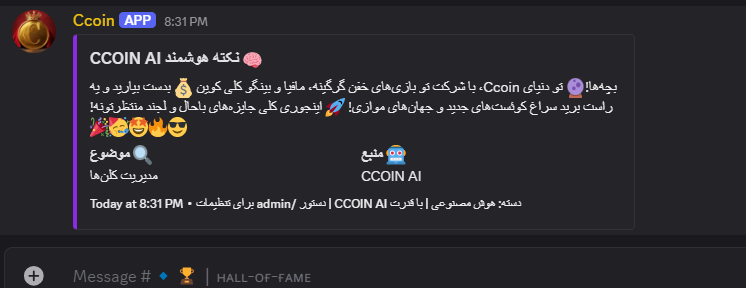 Ccoin APP 8:31 PM
CCOIN AI نکته هوشمند 🧠
بچه‌ها!🔮 تو دنیای Ccoin، با شرکت تو بازی‌های خفن گرگینه، مافیا و بینگو کلی کوین 💰 بدست بیارید و یه
راست برید سراغ کوئست‌های جدید و جهان‌های موازی! 🚀 اینجوری کلی جایزه‌های باحال و لجند منتظرتونه!
🎉🥳🤩🔥😎
موضوع 🔍
مدیریت کلن‌ها
منبع 🤖
CCOIN AI
دسته: هوش مصنوعی | با قدرت CCOIN AI | دستور /admin برای تنظیمات • Today at 8:31 PM
Message # 🔹 🏆 | HALL-OF-FAME